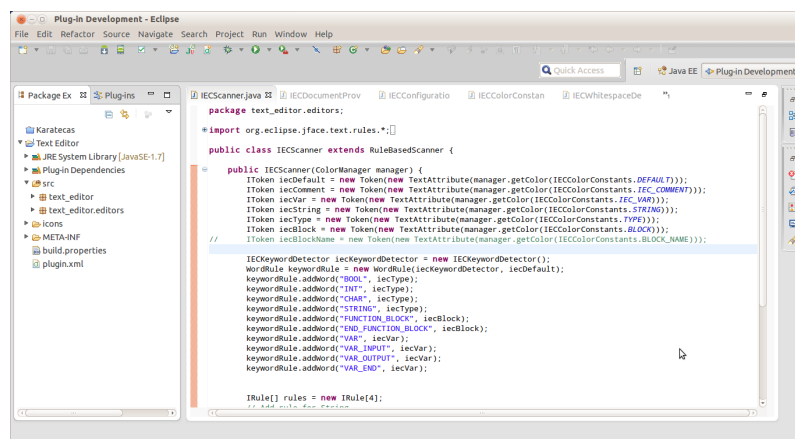 Plug-in Development - Eclipse
File Edit Refactor Source Navigate Search Project Run Window Help
Quick Access Java EE Plug-in Development
Package Ex Plug-ins IECScanner.java IECDocumentProv IECConfiguratio IECColorConstan IECWhitespaceDe "₁
Karatecas
Text Editor
JRE System Library [JavaSE-1.7]
Plug-in Dependencies
src
text_editor
text_editor.editors
icons
META-INF
build.properties
plugin.xml
package text_editor.editors;
import org.eclipse.jface.text.rules.*;
public class IECScanner extends RuleBasedScanner {
public IECScanner(ColorManager manager) {
IToken iecDefault = new Token(new TextAttribute(manager.getColor(IECColorConstants.DEFAULT)));
IToken iecComment = new Token(new TextAttribute(manager.getColor(IECColorConstants.IEC_COMMENT)));
IToken iecVar = new Token(new TextAttribute(manager.getColor(IECColorConstants.IEC_VAR)));
IToken iecString = new Token(new TextAttribute(manager.getColor(IECColorConstants.STRING)));
IToken iecType = new Token(new TextAttribute(manager.getColor(IECColorConstants.TYPE)));
IToken iecBlock = new Token(new TextAttribute(manager.getColor(IECColorConstants.BLOCK)));
// IToken iecBlockName = new Token(new TextAttribute(manager.getColor(IECColorConstants.BLOCK_NAME)));
IECKeywordDetector iecKeywordDetector = new IECKeywordDetector();
WordRule keywordRule = new WordRule(iecKeywordDetector, iecDefault);
keywordRule.addWord("BOOL", iecType);
keywordRule.addWord("INT", iecType);
keywordRule.addWord("CHAR", iecType);
keywordRule.addWord("STRING", iecType);
keywordRule.addWord("FUNCTION_BLOCK", iecBlock);
keywordRule.addWord("END_FUNCTION_BLOCK", iecBlock);
keywordRule.addWord("VAR", iecVar);
keywordRule.addWord("VAR_INPUT", iecVar);
keywordRule.addWord("VAR_OUTPUT", iecVar);
keywordRule.addWord("VAR_END", iecVar);
IRule[] rules = new IRule[4];
// Add rule for String